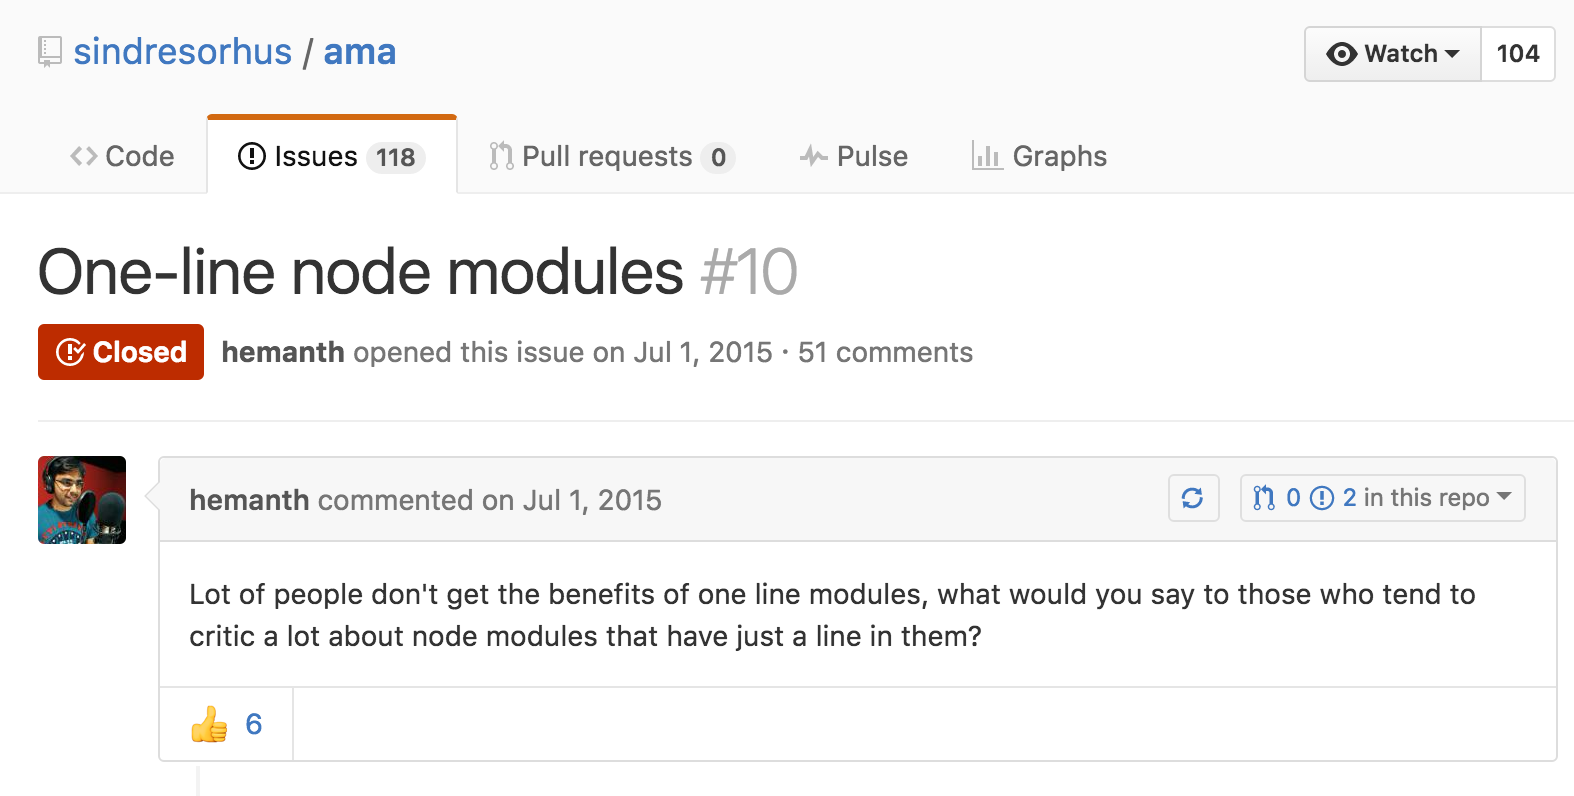 sindresorhus / ama
Watch 104
Code Issues 118 Pull requests 0 Pulse Graphs
One-line node modules #10
Closed hemanth opened this issue on Jul 1, 2015 · 51 comments
hemanth commented on Jul 1, 2015 0 2 in this repo
Lot of people don't get the benefits of one line modules, what would you say to those who tend to
critic a lot about node modules that have just a line in them?
6